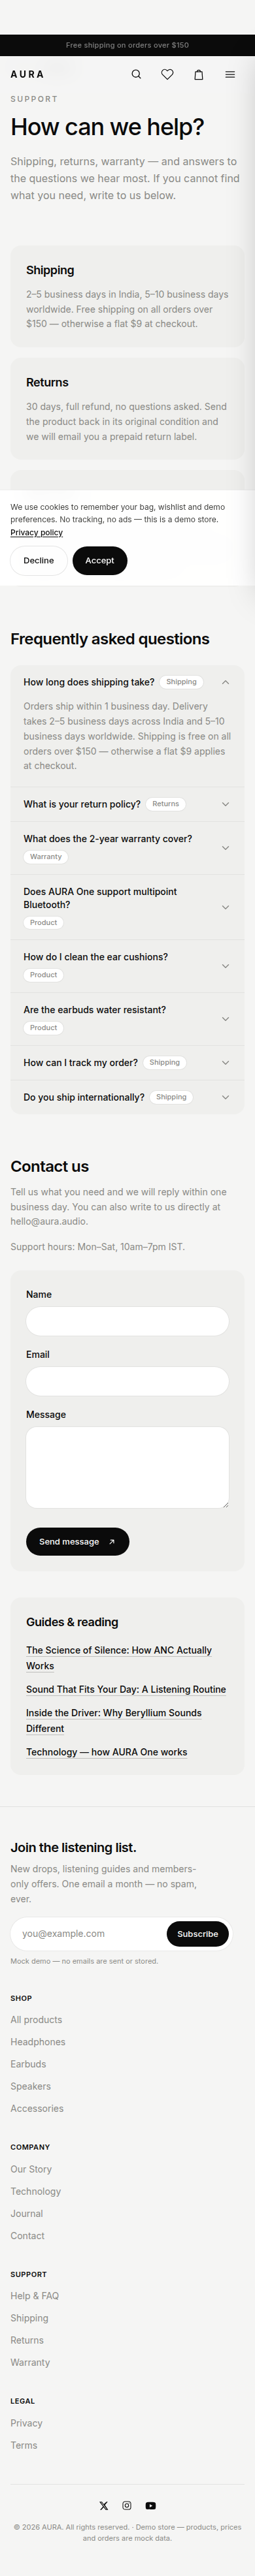 Free shipping on orders over $150
AURA
SUPPORT
How can we help?
Shipping, returns, warranty — and answers to
the questions we hear most. If you cannot find
what you need, write to us below.
Shipping
2–5 business days in India, 5–10 business days
worldwide. Free shipping on all orders over
$150 — otherwise a flat $9 at checkout.
Returns
30 days, full refund, no questions asked. Send
the product back in its original condition and
we will email you a prepaid return label.
We use cookies to remember your bag, wishlist and demo
preferences. No tracking, no ads — this is a demo store.
Privacy policy
Decline
Accept
Frequently asked questions
How long does shipping take? Shipping
Orders ship within 1 business day. Delivery
takes 2–5 business days across India and 5–10
business days worldwide. Shipping is free on all
orders over $150 — otherwise a flat $9 applies
at checkout.
What is your return policy? Returns
What does the 2-year warranty cover?
Warranty
Does AURA One support multipoint
Bluetooth?
Product
How do I clean the ear cushions?
Product
Are the earbuds water resistant?
Product
How can I track my order? Shipping
Do you ship internationally? Shipping
Contact us
Tell us what you need and we will reply within one
business day. You can also write to us directly at
hello@aura.audio.
Support hours: Mon–Sat, 10am–7pm IST.
Name
Email
Message
Send message
Guides & reading
The Science of Silence: How ANC Actually
Works
Sound That Fits Your Day: A Listening Routine
Inside the Driver: Why Beryllium Sounds
Different
Technology — how AURA One works
Join the listening list.
New drops, listening guides and members-
only offers. One email a month — no spam,
ever.
you@example.com
Subscribe
Mock demo — no emails are sent or stored.
SHOP
All products
Headphones
Earbuds
Speakers
Accessories
COMPANY
Our Story
Technology
Journal
Contact
SUPPORT
Help & FAQ
Shipping
Returns
Warranty
LEGAL
Privacy
Terms
© 2026 AURA. All rights reserved. · Demo store — products, prices
and orders are mock data.